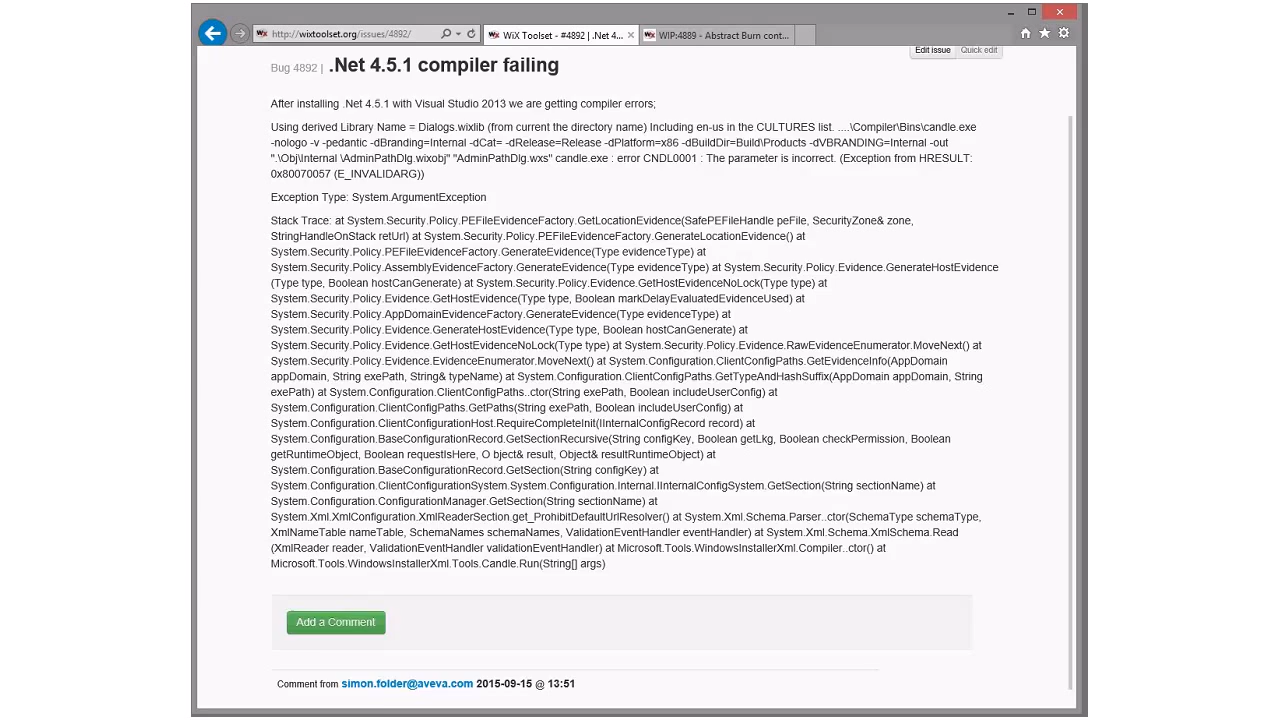 http://wixtoolset.org/issues/4892/
WiX Toolset - #4892 | .Net 4...
WIP:4889 - Abstract Burn cont...
Edit issue
Quick edit
Bug 4892 | .Net 4.5.1 compiler failing
After installing .Net 4.5.1 with Visual Studio 2013 we are getting compiler errors;
Using derived Library Name = Dialogs.wixlib (from current the directory name) Including en-us in the CULTURES list. ....\Compiler\Bins\candle.exe
-nologo -v -pedantic -dBranding=Internal -dCat= -dRelease=Release -dPlatform=x86 -dBuildDir=Build\Products -dVBRANDING=Internal -out
".\Obj\Internal \AdminPathDlg.wixobj" "AdminPathDlg.wxs" candle.exe : error CNDL0001 : The parameter is incorrect. (Exception from HRESULT:
0x80070057 (E_INVALIDARG))
Exception Type: System.ArgumentException
Stack Trace: at System.Security.Policy.PEFileEvidenceFactory.GetLocationEvidence(SafePEFileHandle peFile, SecurityZone& zone,
StringHandleOnStack retUrl) at System.Security.Policy.PEFileEvidenceFactory.GenerateLocationEvidence() at
System.Security.Policy.PEFileEvidenceFactory.GenerateEvidence(Type evidenceType) at
System.Security.Policy.AssemblyEvidenceFactory.GenerateEvidence(Type evidenceType) at System.Security.Policy.Evidence.GenerateHostEvidence
(Type type, Boolean hostCanGenerate) at System.Security.Policy.Evidence.GetHostEvidenceNoLock(Type type) at
System.Security.Policy.Evidence.GetHostEvidence(Type type, Boolean markDelayEvaluatedEvidenceUsed) at
System.Security.Policy.AppDomainEvidenceFactory.GenerateEvidence(Type evidenceType) at
System.Security.Policy.Evidence.GenerateHostEvidence(Type type, Boolean hostCanGenerate) at
System.Security.Policy.Evidence.GetHostEvidenceNoLock(Type type) at System.Security.Policy.Evidence.RawEvidenceEnumerator.MoveNext() at
System.Security.Policy.Evidence.EvidenceEnumerator.MoveNext() at System.Configuration.ClientConfigPaths.GetEvidenceInfo(AppDomain
appDomain, String exePath, String& typeName) at System.Configuration.ClientConfigPaths.GetTypeAndHashSuffix(AppDomain appDomain, String
exePath) at System.Configuration.ClientConfigPaths..ctor(String exePath, Boolean includeUserConfig) at
System.Configuration.ClientConfigPaths.GetPaths(String exePath, Boolean includeUserConfig) at
System.Configuration.ClientConfigurationHost.RequireCompleteInit(IInternalConfigRecord record) at
System.Configuration.BaseConfigurationRecord.GetSectionRecursive(String configKey, Boolean getLkg, Boolean checkPermission, Boolean
getRuntimeObject, Boolean requestIsHere, O bject& result, Object& resultRuntimeObject) at
System.Configuration.BaseConfigurationRecord.GetSection(String configKey) at
System.Configuration.ClientConfigurationSystem.System.Configuration.Internal.IInternalConfigSystem.GetSection(String sectionName) at
System.Configuration.ConfigurationManager.GetSection(String sectionName) at
System.Xml.XmlConfiguration.XmlReaderSection.get_ProhibitDefaultUrlResolver() at System.Xml.Schema.Parser..ctor(SchemaType schemaType,
XmlNameTable nameTable, SchemaNames schemaNames, ValidationEventHandler eventHandler) at System.Xml.Schema.XmlSchema.Read
(XmlReader reader, ValidationEventHandler validationEventHandler) at Microsoft.Tools.WindowsInstallerXml.Compiler..ctor() at
Microsoft.Tools.WindowsInstallerXml.Tools.Candle.Run(String[] args)
Add a Comment
Comment from simon.folder@aveva.com 2015-09-15 @ 13:51